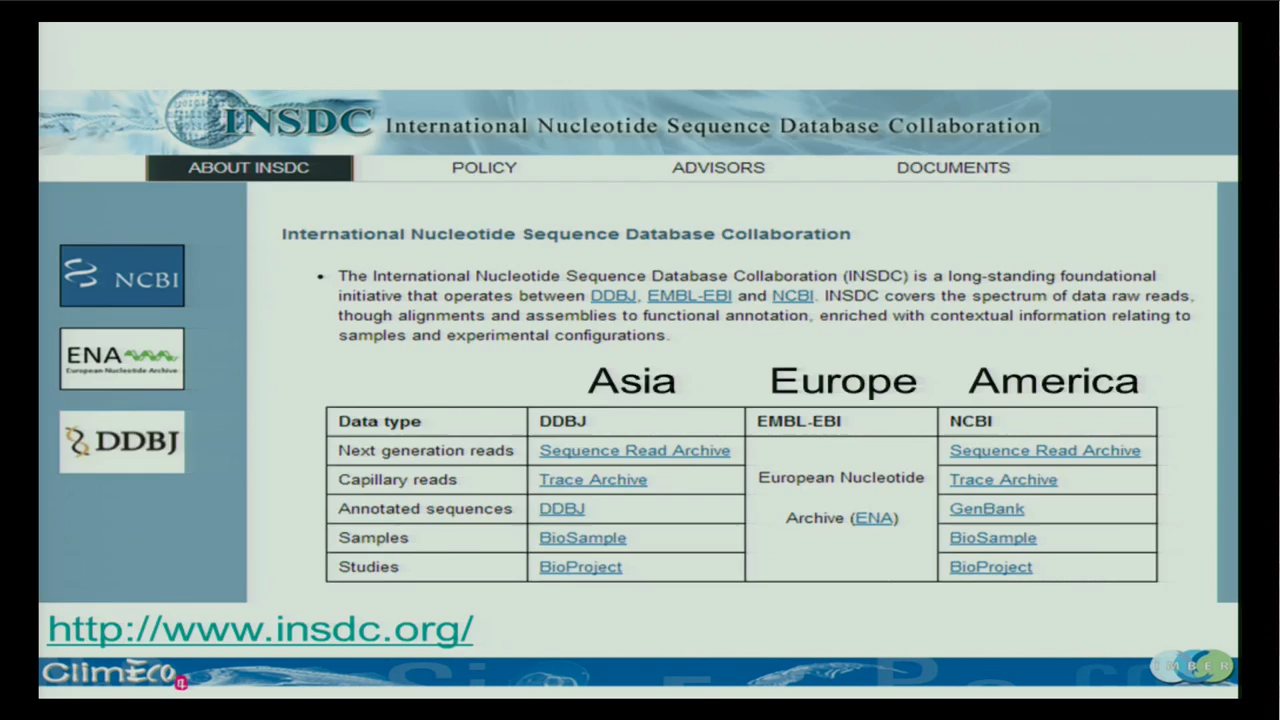 INSDC International Nucleotide Sequence Database Collaboration
ABOUT INSDC POLICY ADVISORS DOCUMENTS
NCBI
ENA
European Nucleotide Archive
DDBJ
International Nucleotide Sequence Database Collaboration
• The International Nucleotide Sequence Database Collaboration (INSDC) is a long-standing foundational
initiative that operates between DDBJ, EMBL-EBI and NCBI. INSDC covers the spectrum of data raw reads,
though alignments and assemblies to functional annotation, enriched with contextual information relating to
samples and experimental configurations.
Asia Europe America
Data type DDBJ EMBL-EBI NCBI
Next generation reads Sequence Read Archive Sequence Read Archive
Capillary reads Trace Archive Trace Archive
European Nucleotide
Archive (ENA)
Annotated sequences DDBJ GenBank
Samples BioSample BioSample
Studies BioProject BioProject
http://www.insdc.org/
ClimEco 4
IMBER